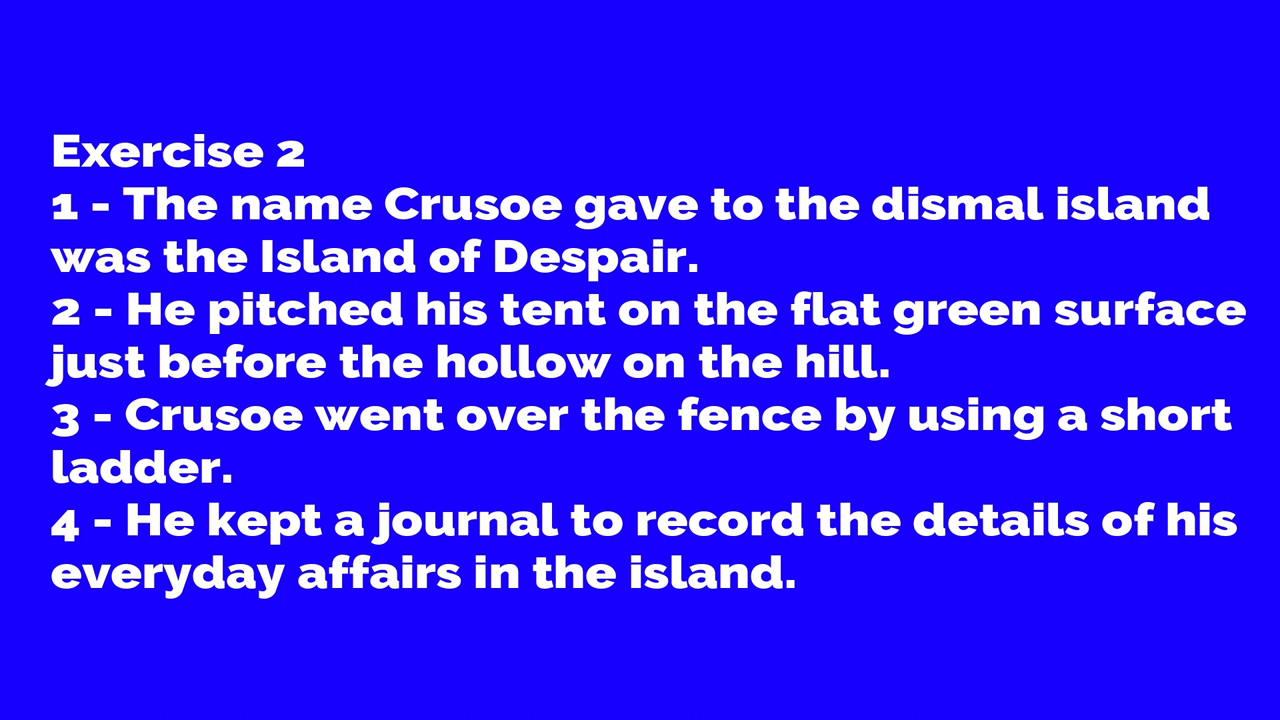 Exercise 2
1 - The name Crusoe gave to the dismal island
was the Island of Despair.
2 - He pitched his tent on the flat green surface
just before the hollow on the hill.
3 - Crusoe went over the fence by using a short
ladder.
4 - He kept a journal to record the details of his
everyday affairs in the island.